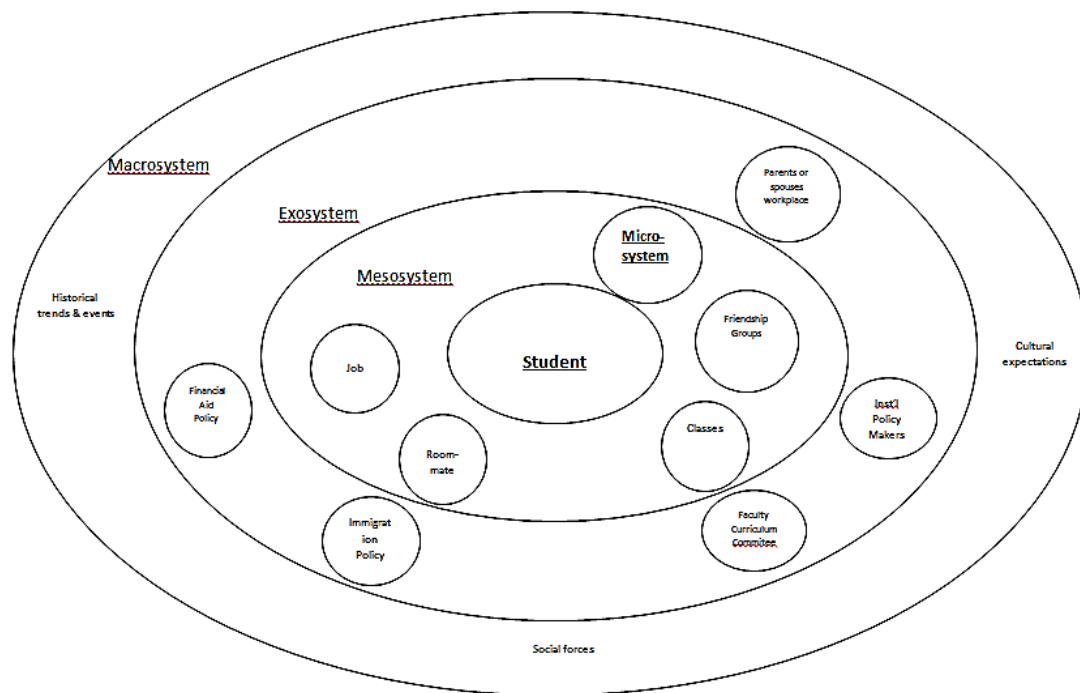 Macrosystem
Parents or
spouses
workplace
Exosystem
Micro-
system
Mesosystem
Historical
trends & events
Friendship
Groups
Cultural
expectations
Job
Student
Financial
Aid
Policy
Inst'l
Policy
Makers
Classes
Room-
mate
Immigrat
ion
Policy
Faculty
Curriculum
Commitee
Social forces